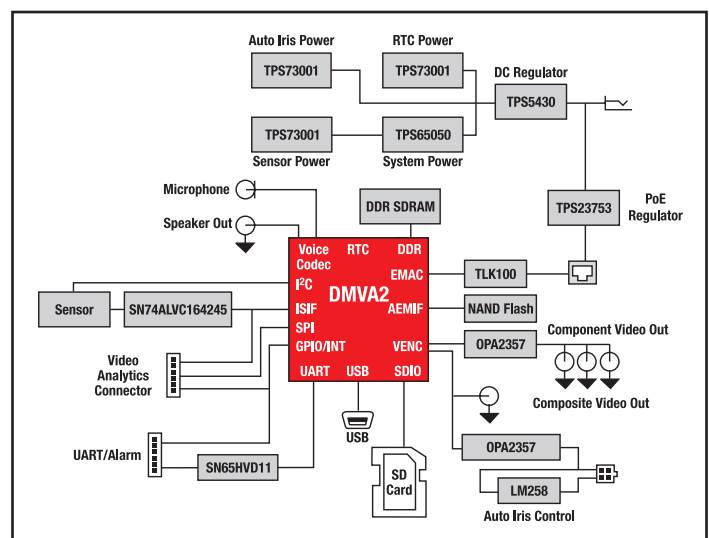 Auto Iris Power
RTC Power
TPS73001
TPS73001
DC Regulator
TPS5430
TPS73001
TPS65050
Sensor Power
System Power
Microphone
DDR SDRAM
TPS23753
PoE
Regulator
Speaker Out
Voice
Codec
RTC
DDR
I²C
EMAC
TLK100
DMVA2
Sensor
SN74ALVC164245
ISIF
AEMIF
NAND Flash
SPI
Component Video Out
GPIO/INT
VENC
OPA2357
Video
Analytics
Connector
UART
USB
SDIO
Composite Video Out
USB
UART/Alarm
SN65HVD11
OPA2357
SD
Card
LM258
Auto Iris Control